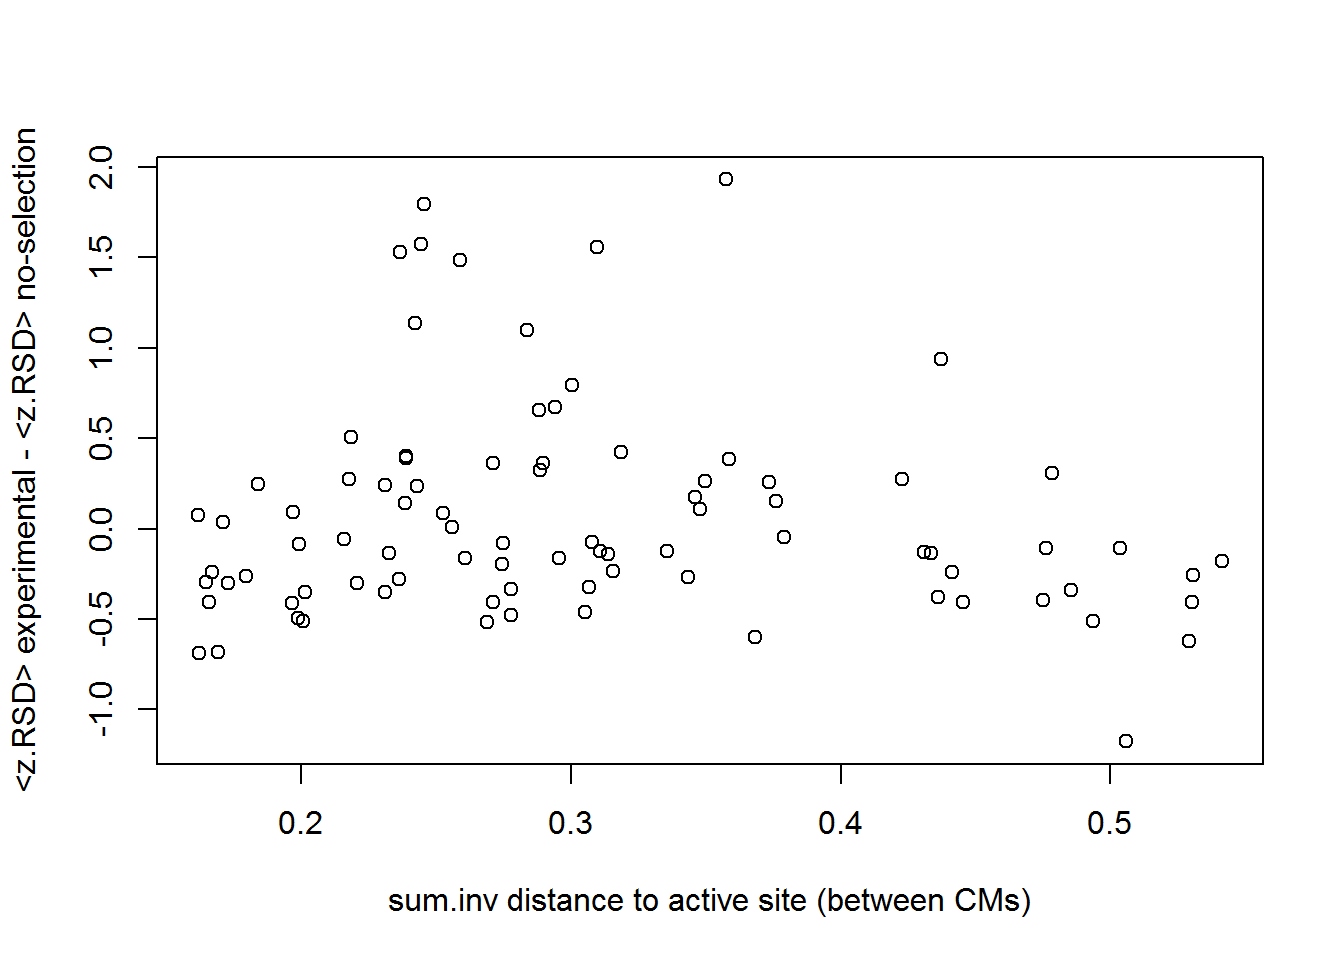 <z.RSD> experimental - <z.RSD> no-selection
2.0
1.5
1.0
0.5
0.0
-0.5
-1.0
0.2 0.3 0.4 0.5
sum.inv distance to active site (between CMs)